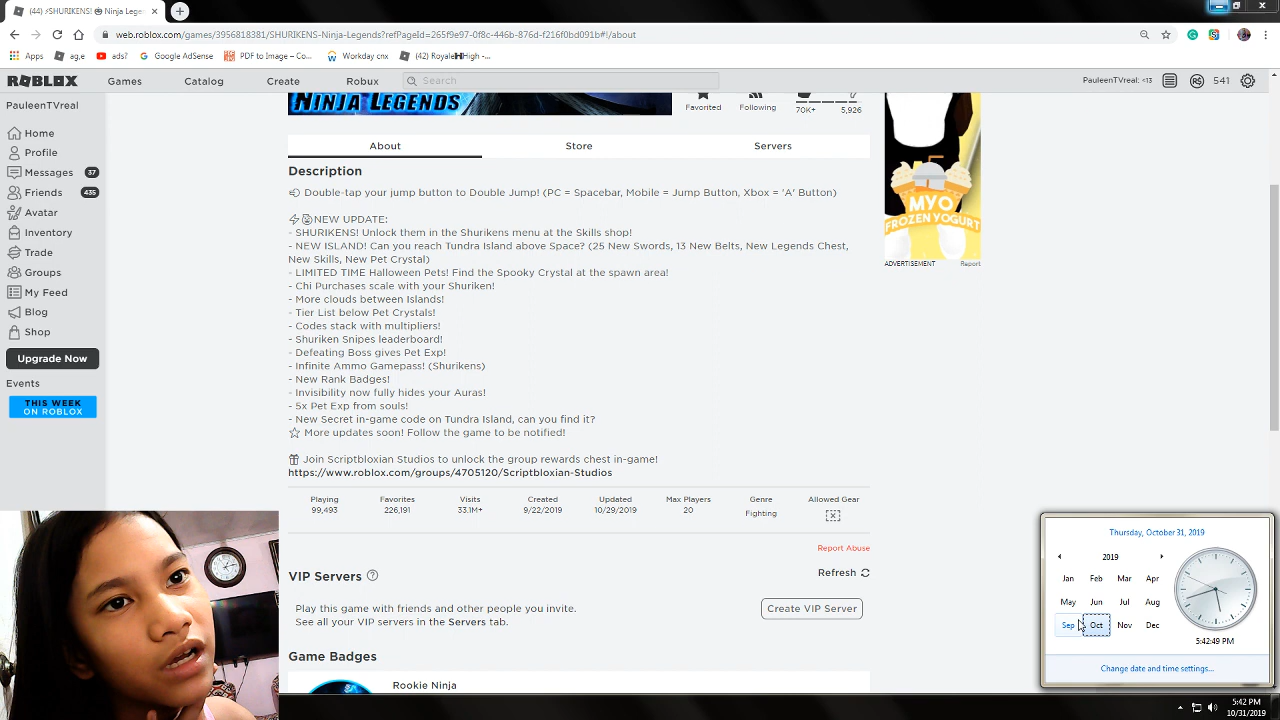 (44) ⚡SHURIKENS! 🥷 Ninja Leg
web.roblox.com/games/3956818381/SHURIKENS-Ninja-Legends?refPageId=265f9e97-0f8c-446b-876d-f216f0bd091b#!/about
Apps
ag,e
ads?
Google AdSense
PDF to Image – Co...
Workday cnx
(42) Royale High -...
ROBLOX
Games
Catalog
Create
Robux
Search
PauleenTVreal: <13
541
PauleenTVreal
Home
Profile
Messages 37
Friends 435
Avatar
Inventory
Trade
Groups
My Feed
Blog
Shop
Upgrade Now
Events
THIS WEEK
ON ROBLOX
NINJA LEGENDS
Favorited
Following
70K+
5,926
About
Store
Servers
Description
Double-tap your jump button to Double Jump! (PC = Spacebar, Mobile = Jump Button, Xbox = 'A' Button)
NEW UPDATE:
- SHURIKENS! Unlock them in the Shurikens menu at the Skills shop!
- NEW ISLAND! Can you reach Tundra Island above Space? (25 New Swords, 13 New Belts, New Legends Chest,
New Skills, New Pet Crystal)
- LIMITED TIME Halloween Pets! Find the Spooky Crystal at the spawn area!
- Chi Purchases scale with your Shuriken!
- More clouds between Islands!
- Tier List below Pet Crystals!
- Codes stack with multipliers!
- Shuriken Snipes leaderboard!
- Defeating Boss gives Pet Exp!
- Infinite Ammo Gamepass! (Shurikens)
- New Rank Badges!
- Invisibility now fully hides your Auras!
- 5x Pet Exp from souls!
- New Secret in-game code on Tundra Island, can you find it?
More updates soon! Follow the game to be notified!
Join Scriptbloxian Studios to unlock the group rewards chest in-game!
https://www.roblox.com/groups/4705120/Scriptbloxian-Studios
Playing
Favorites
Visits
Created
Updated
Max Players
Genre
Allowed Gear
99,493
226,191
33.1M+
9/22/2019
10/29/2019
20
Fighting
Report Abuse
VIP Servers
Refresh
Play this game with friends and other people you invite.
See all your VIP servers in the Servers tab.
Create VIP Server
Game Badges
Rookie Ninja
MYO
FROZEN YOGURT
ADVERTISEMENT
Report
Thursday, October 31, 2019
2019
Jan Feb Mar Apr
May Jun Jul Aug
Sep Oct Nov Dec
5:42:49 PM
Change date and time settings...
5:42 PM
10/31/2019